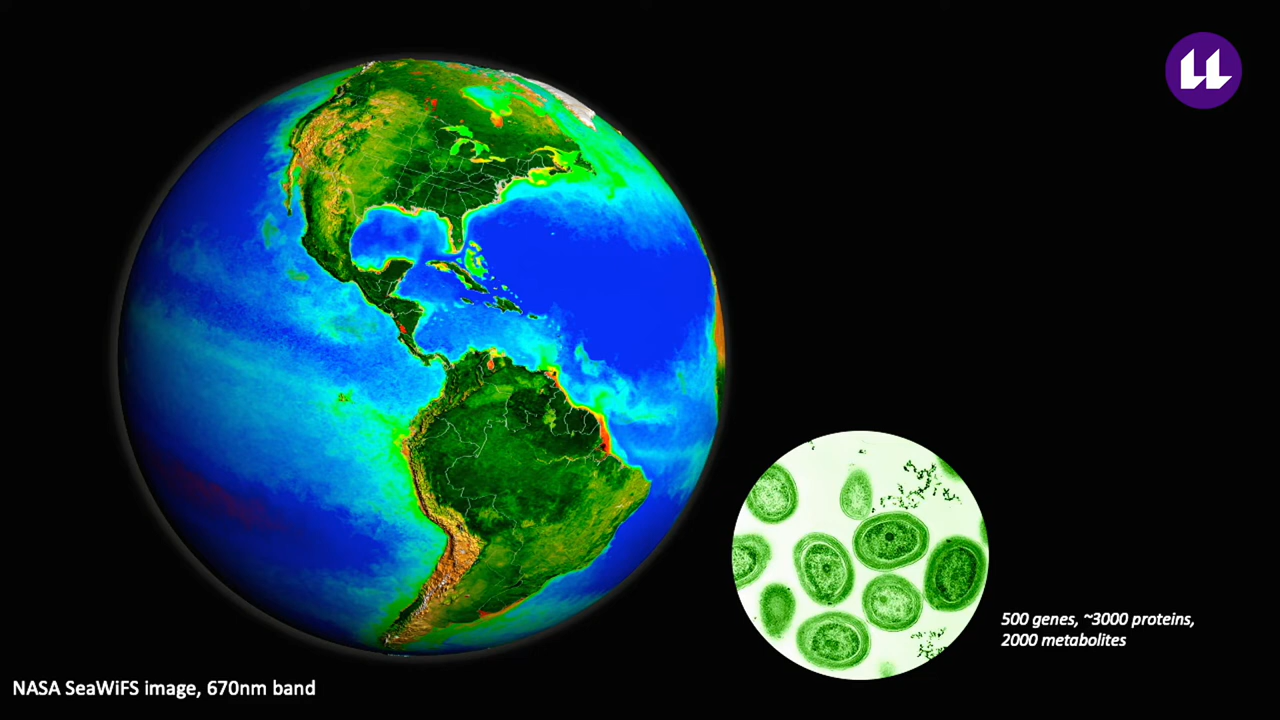 500 genes, ~3000 proteins,
2000 metabolites
NASA SeaWiFS image, 670nm band